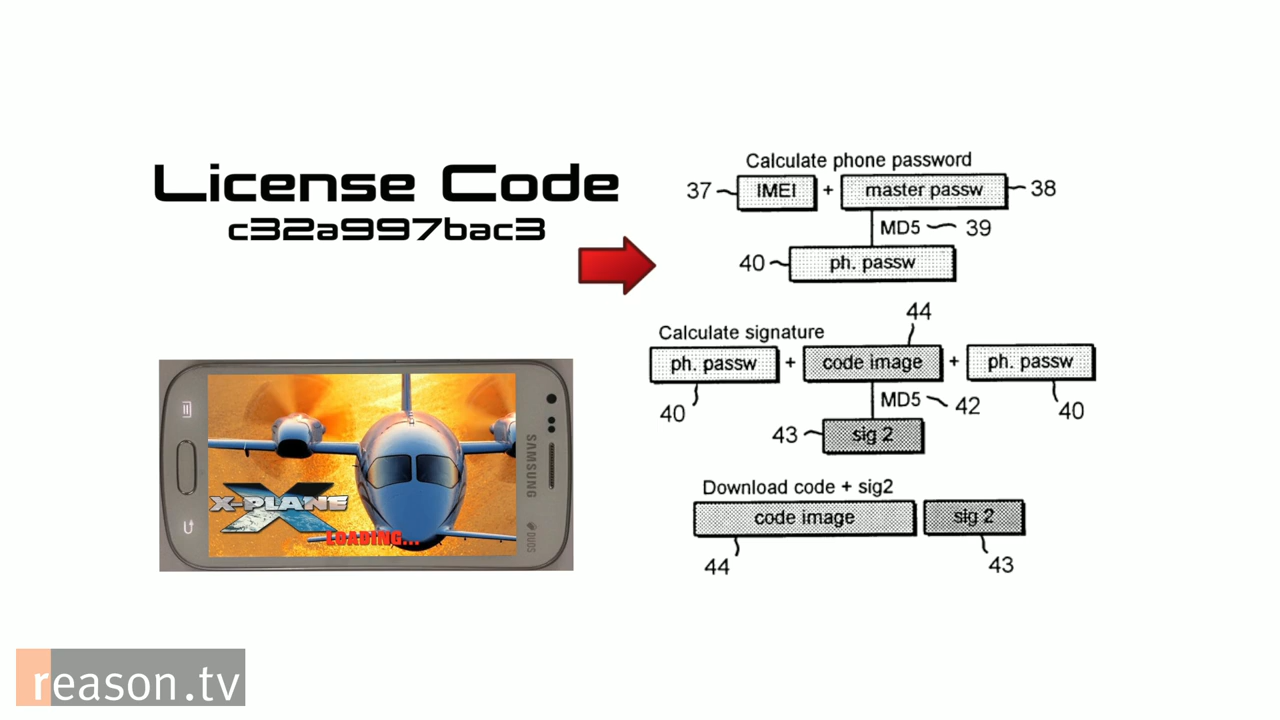 License Code
c32a997bac3
SAMSUNG
DUOS
X-PLANE
LOADING...
Calculate phone password
37 IMEI + master passw 38
MD5 39
40 ph. passw
44
Calculate signature
ph. passw + code image + ph. passw
40 MD5 42 40
43 sig 2
Download code + sig2
code image sig 2
44 43
reason.tv